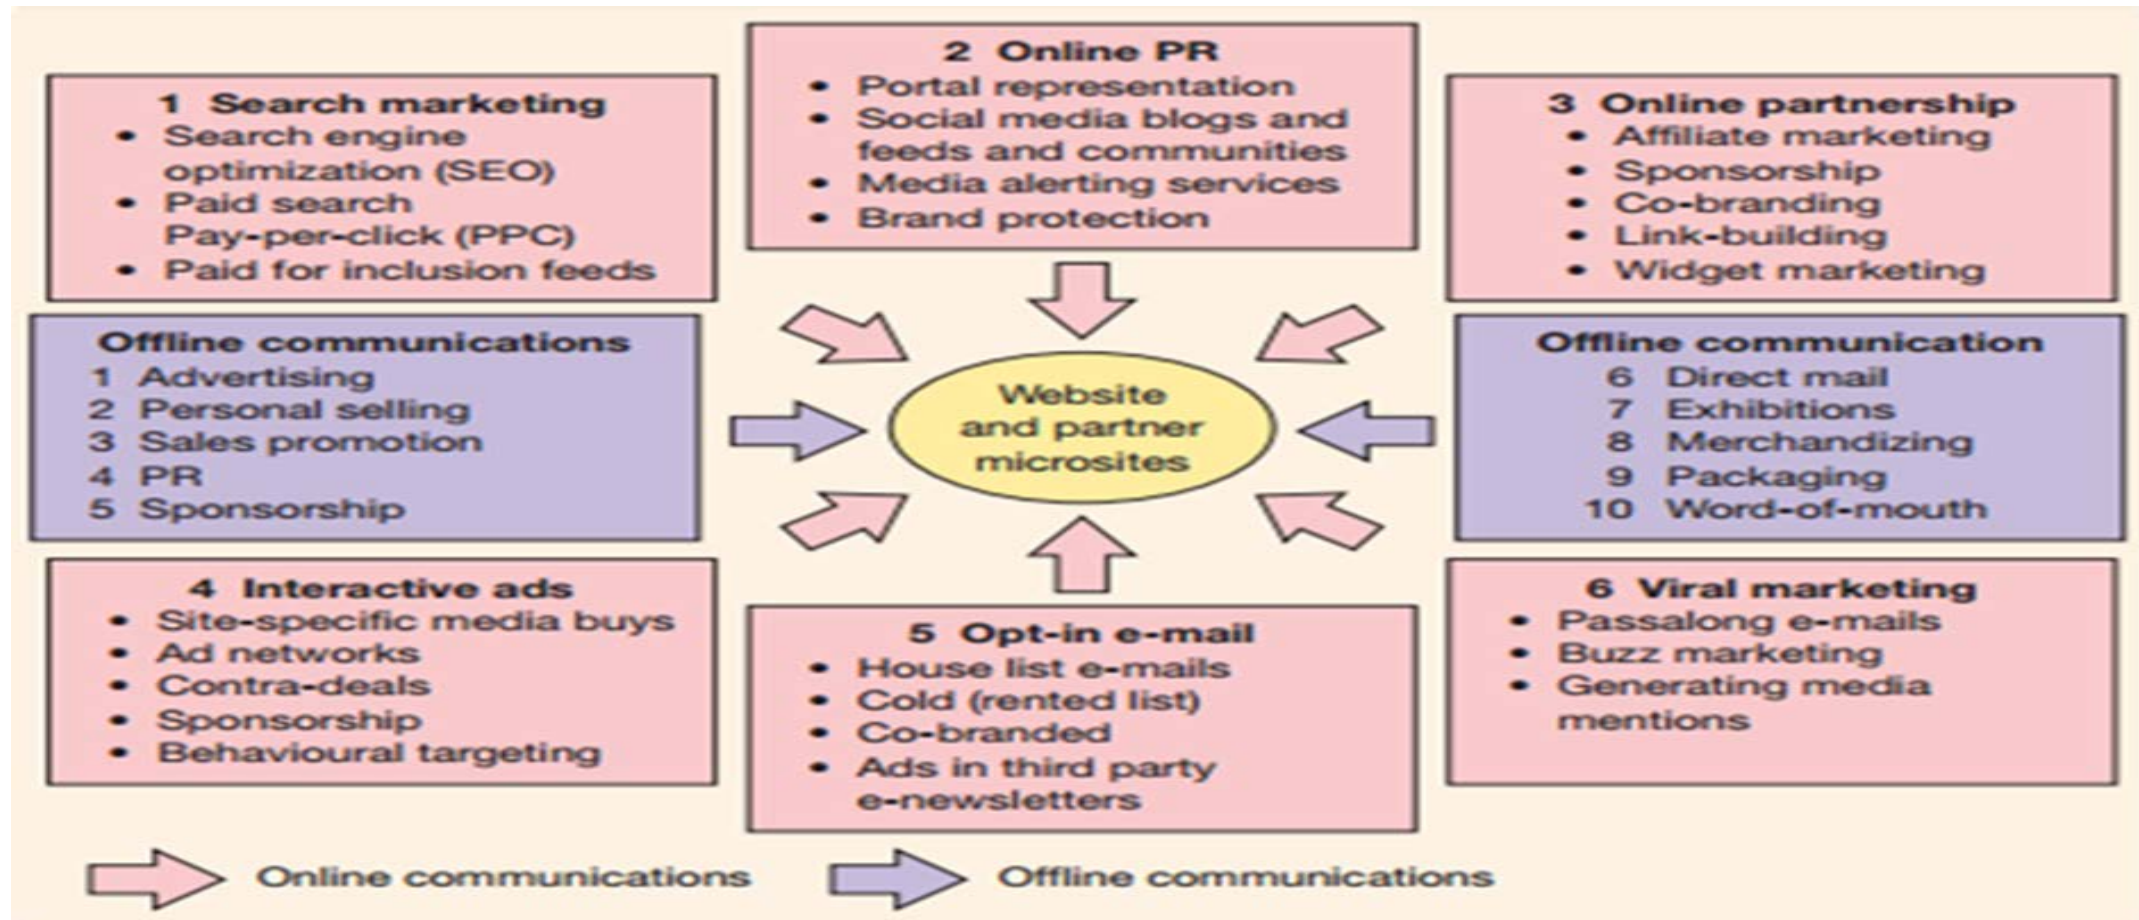 1 Search marketing
• Search engine
optimization (SEO)
• Paid search
Pay-per-click (PPC)
• Paid for inclusion feeds
2 Online PR
• Portal representation
• Social media blogs and
feeds and communities
• Media alerting services
• Brand protection
3 Online partnership
• Affiliate marketing
• Sponsorship
• Co-branding
• Link-building
• Widget marketing
Offline communications
1 Advertising
2 Personal selling
3 Sales promotion
4 PR
5 Sponsorship
Website
and partner
microsites
Offline communication
6 Direct mail
7 Exhibitions
8 Merchandizing
9 Packaging
10 Word-of-mouth
4 Interactive ads
• Site-specific media buys
• Ad networks
• Contra-deals
• Sponsorship
• Behavioural targeting
5 Opt-in e-mail
• House list e-mails
• Cold (rented list)
• Co-branded
• Ads in third party
e-newsletters
6 Viral marketing
• Passalong e-mails
• Buzz marketing
• Generating media
mentions
Online communications
Offline communications